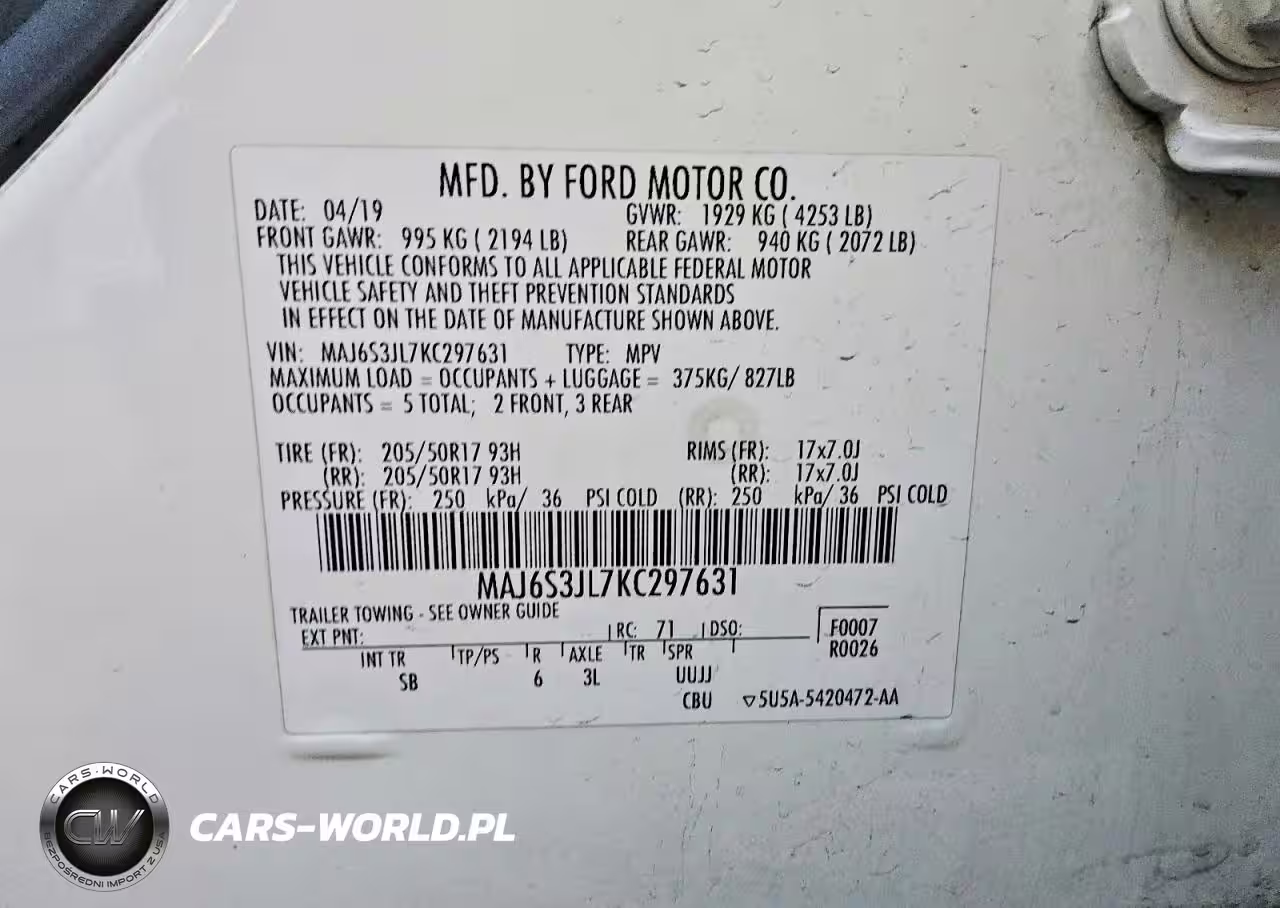 MFD. BY FORD MOTOR CO.
DATE: 04/19 GVWR: 1929 KG ( 4253 LB)
FRONT GAWR: 995 KG ( 2194 LB) REAR GAWR: 940 KG ( 2072 LB)
THIS VEHICLE CONFORMS TO ALL APPLICABLE FEDERAL MOTOR
VEHICLE SAFETY AND THEFT PREVENTION STANDARDS
IN EFFECT ON THE DATE OF MANUFACTURE SHOWN ABOVE.
VIN: MAJ6S3JL7KC297631 TYPE: MPV
MAXIMUM LOAD = OCCUPANTS + LUGGAGE = 375KG/ 827LB
OCCUPANTS = 5 TOTAL; 2 FRONT, 3 REAR
TIRE (FR): 205/50R17 93H RIMS (FR): 17x7.0J
(RR): 205/50R17 93H (RR): 17x7.0J
PRESSURE (FR): 250 kPa/ 36 PSI COLD (RR): 250 kPa/ 36 PSI COLD
MAJ6S3JL7KC297631
TRAILER TOWING - SEE OWNER GUIDE
EXT PNT: RC: 71 DSO: F0007
R0026
INT TR TP/PS R AXLE TR SPR
SB 6 3L UUJJ
CBU ▽5U5A-5420472-AA
CARS-WORLD
CW
BEZPOŚREDNI IMPORT Z USA
CARS-WORLD.PL